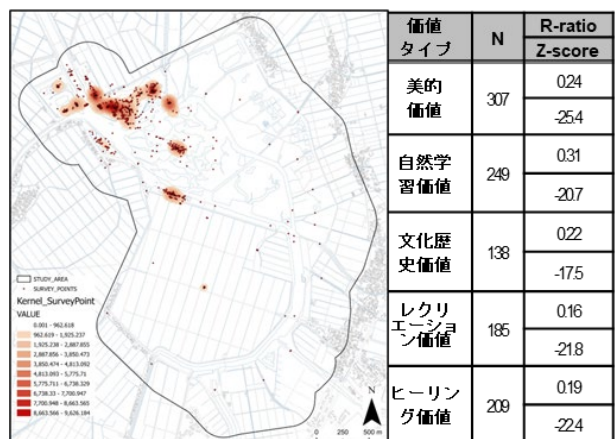 STUDY_AREA
SURVEY_POINTS
Kernel_SurveyPoint
VALUE
0.001 - 962.618
962.619 - 1,925.237
1,925.238 - 2,887.855
2,887.856 - 3,850.473
3,850.474 - 4,813.092
4,813.093 - 5,775.71
5,775.711 - 6,738.329
6,738.33 - 7,700.947
7,700.948 - 8,663.565
8,663.566 - 9,626.184
N
0 250 500 m
価値
タイプ
N
R-ratio
Z-score
美的
価値
307
0.24
-25.4
自然学
習価値
249
0.31
-20.7
文化歴
史価値
138
0.22
-17.5
レクリ
エーショ
ン価値
185
0.16
-21.8
ヒーリン
グ価値
209
0.19
-22.4